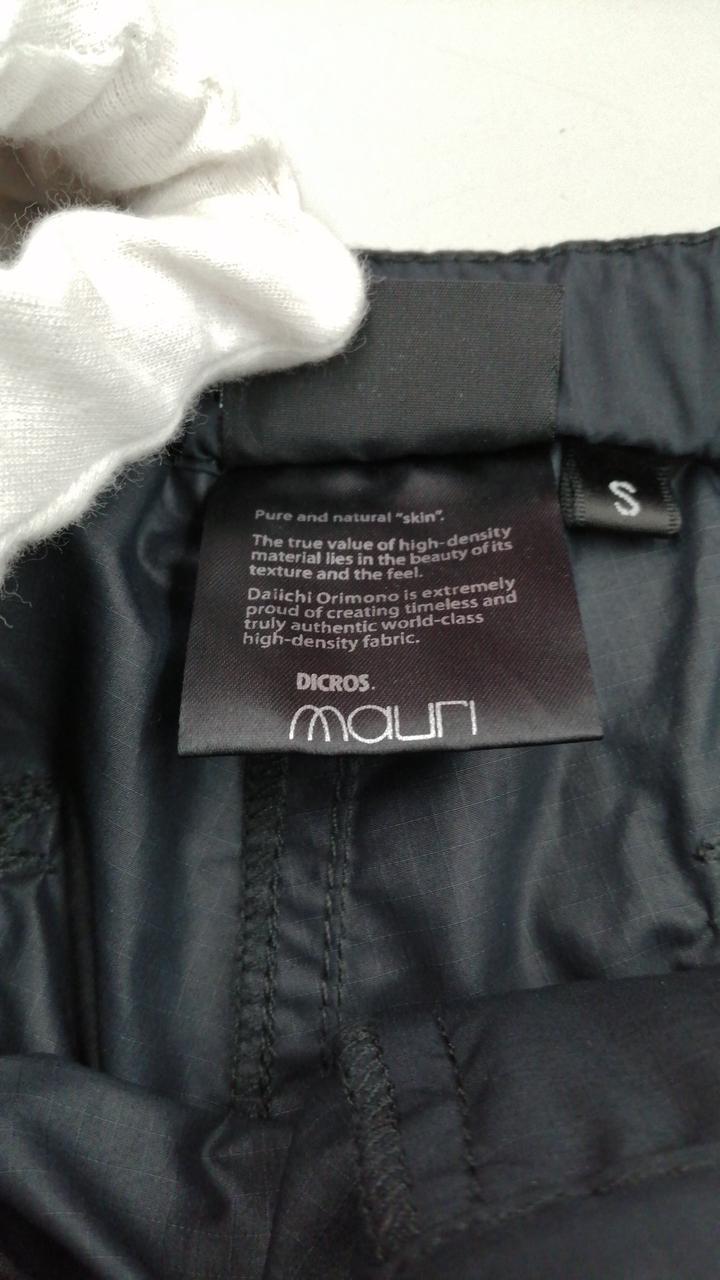 Pure and natural "skin".
The true value of high-density
material lies in the beauty of its
texture and the feel.
Daiichi Orimono is extremely
proud of creating timeless and
truly authentic world-class
high-density fabric.
DICROS.
mauri
S